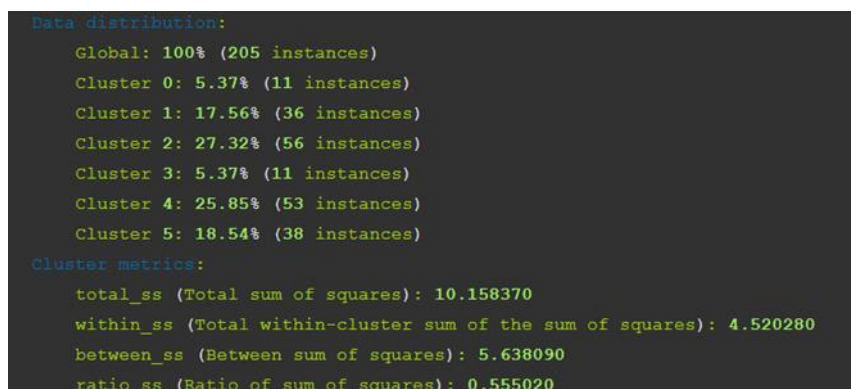 Data distribution:
Global: 100% (205 instances)
Cluster 0: 5.37% (11 instances)
Cluster 1: 17.56% (36 instances)
Cluster 2: 27.32% (56 instances)
Cluster 3: 5.37% (11 instances)
Cluster 4: 25.85% (53 instances)
Cluster 5: 18.54% (38 instances)
Cluster metrics:
total_ss (Total sum of squares): 10.158370
within_ss (Total within-cluster sum of the sum of squares): 4.520280
between_ss (Between sum of squares): 5.638090
ratio_ss (Ratio of sum of squares): 0.555020